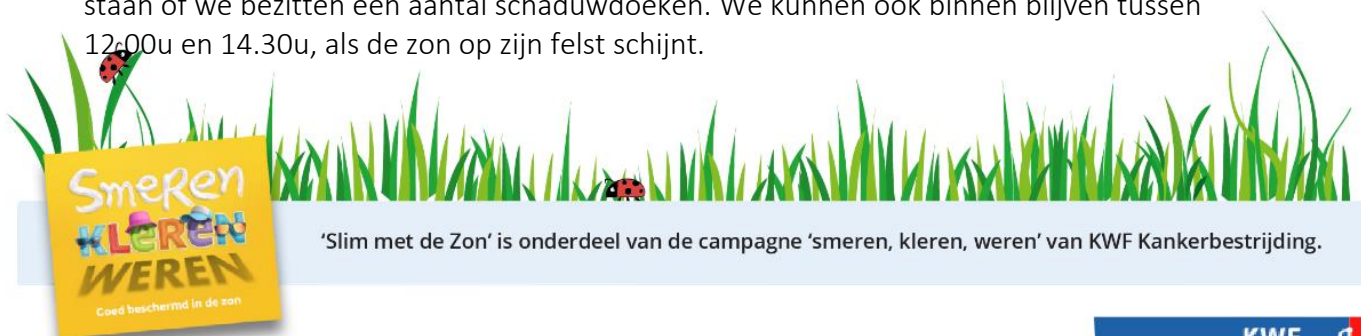 staan of we bezitten een aantal schaduwdoeken. We kunnen ook binnen blijven tussen
12:00u en 14.30u, als de zon op zijn felst schijnt.
Smeren
KLEREN
WEREN
Goed beschermd in de zon
'Slim met de Zon' is onderdeel van de campagne 'smeren, kleren, weren' van KWF Kankerbestrijding.
KWF